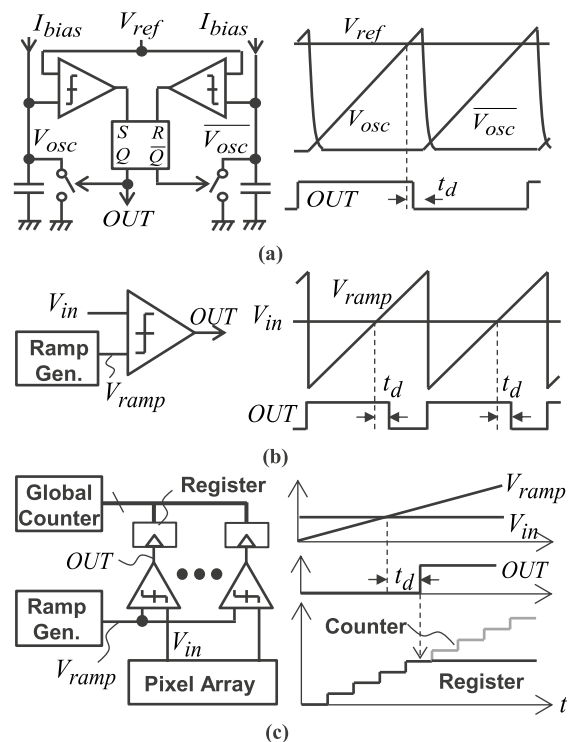 I_bias V_ref I_bias
V_ref
S R
Q Q̅
V_osc V̅_osc
OUT
V_osc V̅_osc
OUT t_d
(a)
V_in OUT
Ramp Gen.
V_ramp
V_ramp
V_in
t_d t_d
OUT
(b)
Global Counter
Register
OUT
Ramp Gen.
V_ramp
V_in
Pixel Array
V_ramp
V_in
t_d OUT
Counter
Register
t
(c)